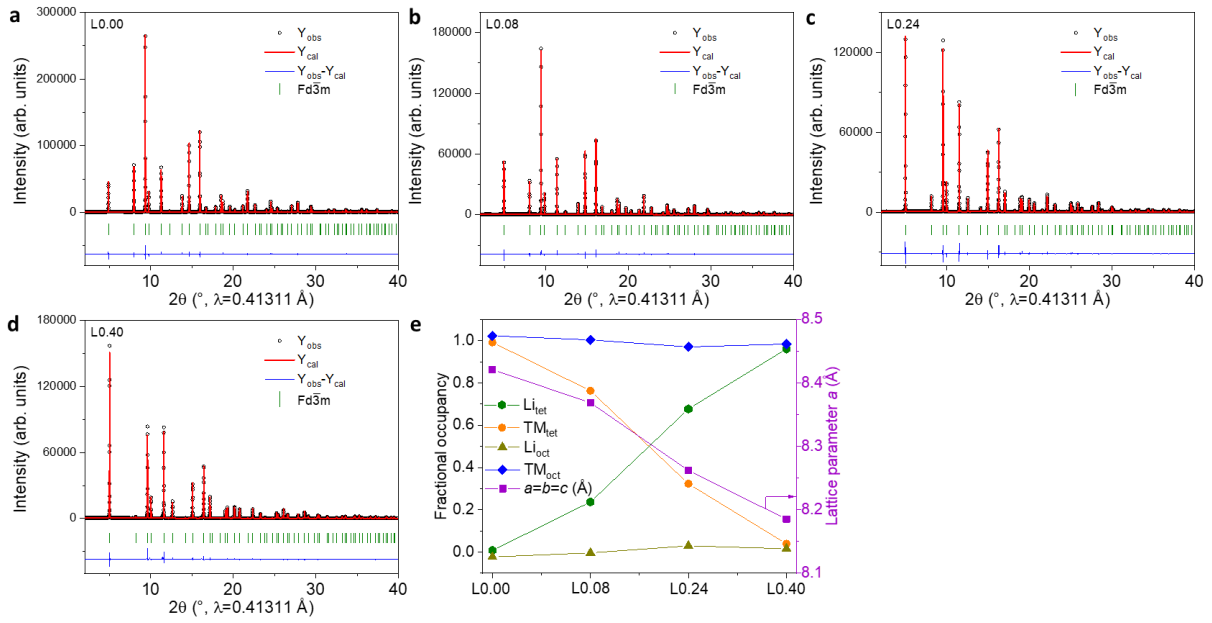 a
L0.00
300000
200000
100000
0
Intensity (arb. units)
Yobs
Ycal
Yobs-Ycal
Fd3̅m
10
20
30
40
2θ (°, λ=0.41311 Å)
b
L0.08
180000
120000
60000
0
Intensity (arb. units)
Yobs
Ycal
Yobs-Ycal
Fd3̅m
10
20
30
40
2θ (°, λ=0.41311 Å)
c
L0.24
120000
60000
0
Intensity (arb. units)
Yobs
Ycal
Yobs-Ycal
Fd3̅m
10
20
30
40
2θ (°, λ=0.41311 Å)
d
L0.40
180000
120000
60000
0
Intensity (arb. units)
Yobs
Ycal
Yobs-Ycal
Fd3̅m
10
20
30
40
2θ (°, λ=0.41311 Å)
e
1.0
0.8
0.6
0.4
0.2
0.0
Fractional occupancy
Litet
TMtet
Lioct
TMoct
a=b=c (Å)
8.5
8.4
8.3
8.2
8.1
Lattice parameter a (Å)
L0.00
L0.08
L0.24
L0.40